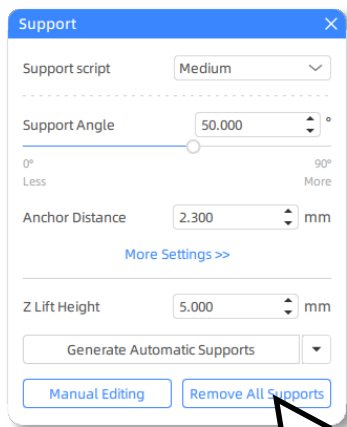 Support
Support script Medium
Support Angle 50.000 °
0° 90°
Less More
Anchor Distance 2.300 mm
More Settings >>
Z Lift Height 5.000 mm
Generate Automatic Supports
Manual Editing Remove All Supports